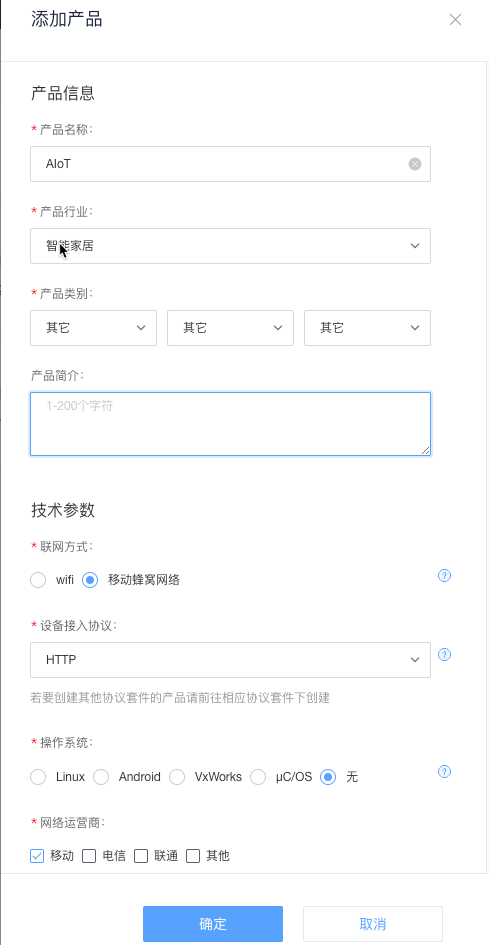 添加产品
产品信息
* 产品名称:
AIoT
* 产品行业:
智能家居
* 产品类别:
其它 其它 其它
产品简介:
1-200个字符
技术参数
* 联网方式:
wifi 移动蜂窝网络 ?
* 设备接入协议:
HTTP ?
若要创建其他协议套件的产品请前往相应协议套件下创建
* 操作系统:
Linux Android VxWorks μC/OS 无 ?
* 网络运营商:
移动 电信 联通 其他
确定 取消